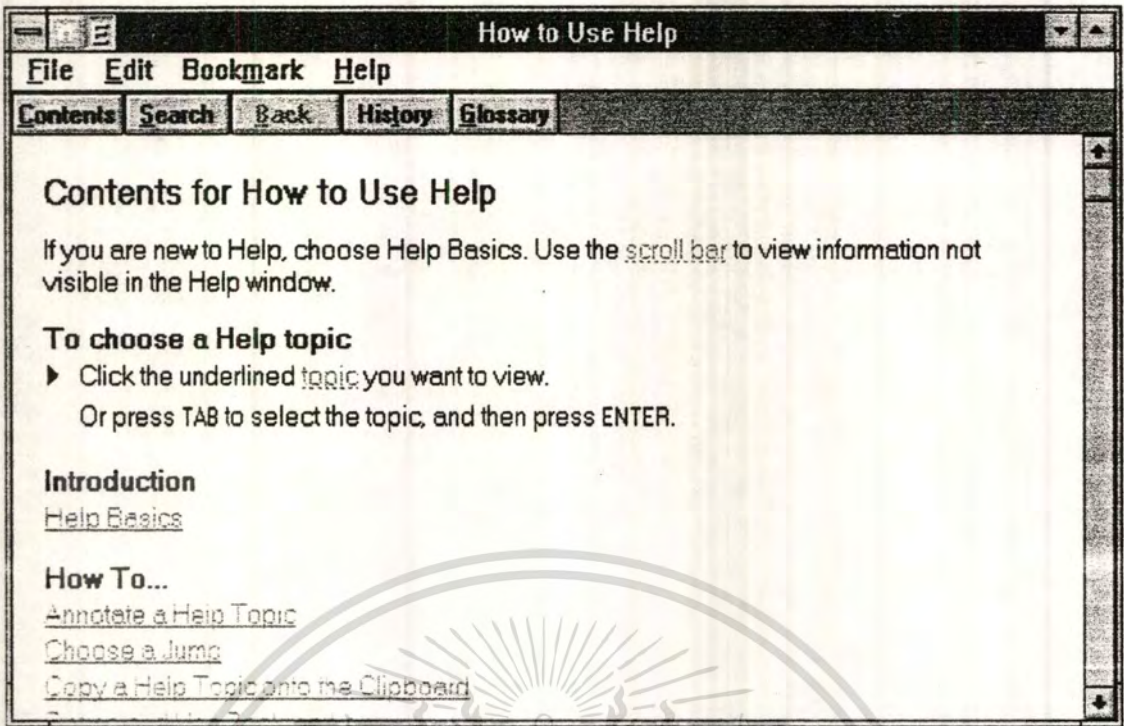 How to Use Help
File Edit Bookmark Help
Contents Search Back History Glossary
Contents for How to Use Help
If you are new to Help, choose Help Basics. Use the scroll bar to view information not
visible in the Help window.
To choose a Help topic
Click the underlined topic you want to view.
Or press TAB to select the topic, and then press ENTER.
Introduction
Help Basics
How To...
Annotate a Help Topic
Choose a Jump
Copy a Help Topic onto the Clipboard